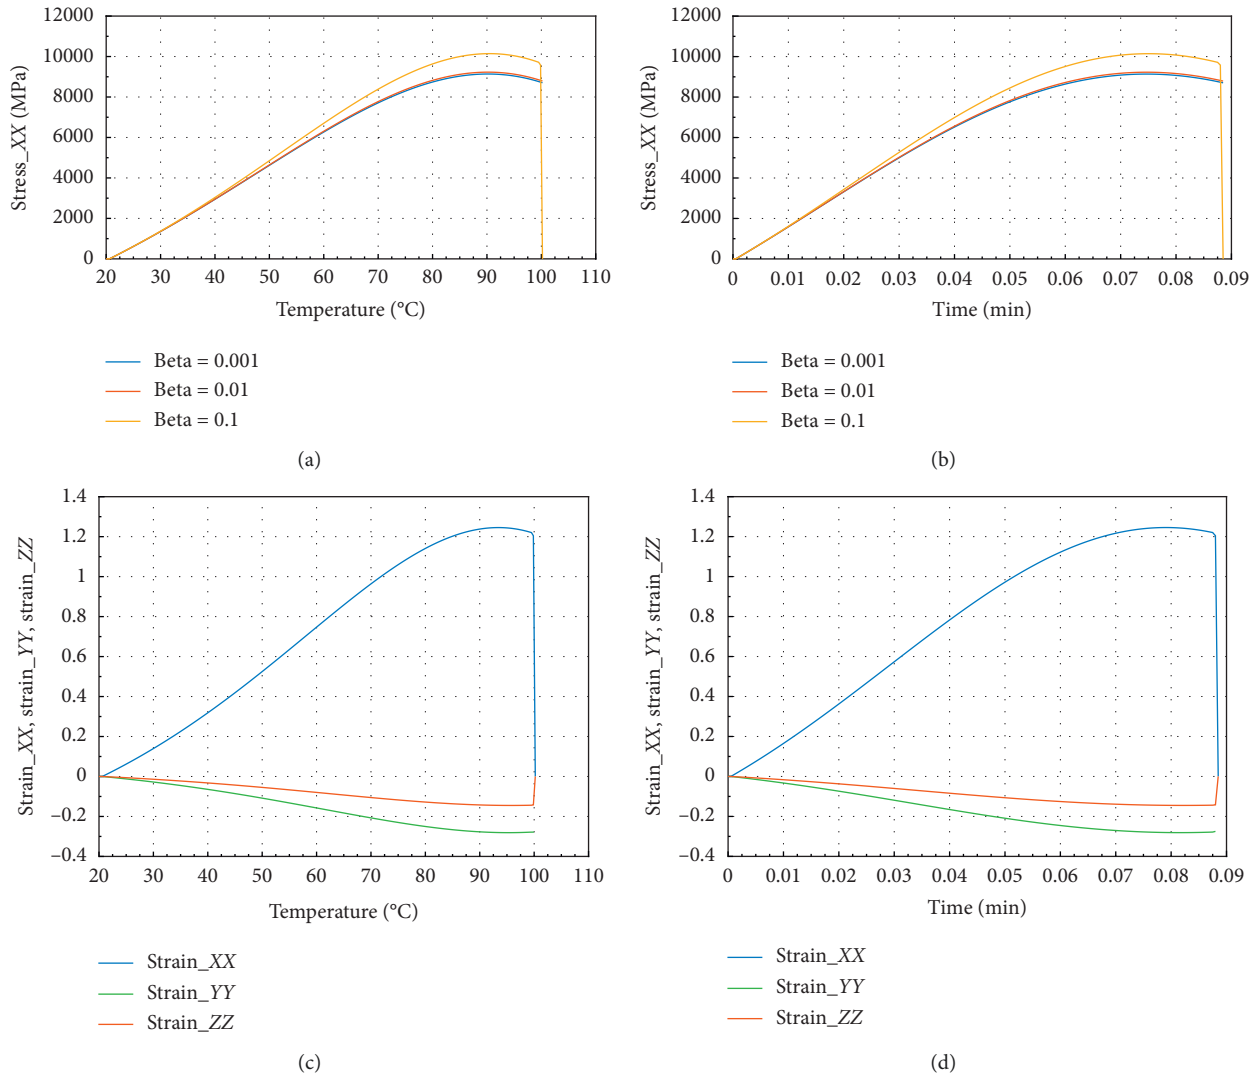 12000
10000
8000
6000
4000
2000
0
Stress_XX (MPa)
20 30 40 50 60 70 80 90 100 110
Temperature (°C)
Beta = 0.001
Beta = 0.01
Beta = 0.1
(a)
12000
10000
8000
6000
4000
2000
0
Stress_XX (MPa)
0 0.01 0.02 0.03 0.04 0.05 0.06 0.07 0.08 0.09
Time (min)
Beta = 0.001
Beta = 0.01
Beta = 0.1
(b)
1.4
1.2
1
0.8
0.6
0.4
0.2
0
−0.2
−0.4
Strain_XX, strain_YY, strain_ZZ
20 30 40 50 60 70 80 90 100 110
Temperature (°C)
Strain_XX
Strain_YY
Strain_ZZ
(c)
1.4
1.2
1
0.8
0.6
0.4
0.2
0
−0.2
−0.4
Strain_XX, strain_YY, strain_ZZ
0 0.01 0.02 0.03 0.04 0.05 0.06 0.07 0.08 0.09
Time (min)
Strain_XX
Strain_YY
Strain_ZZ
(d)